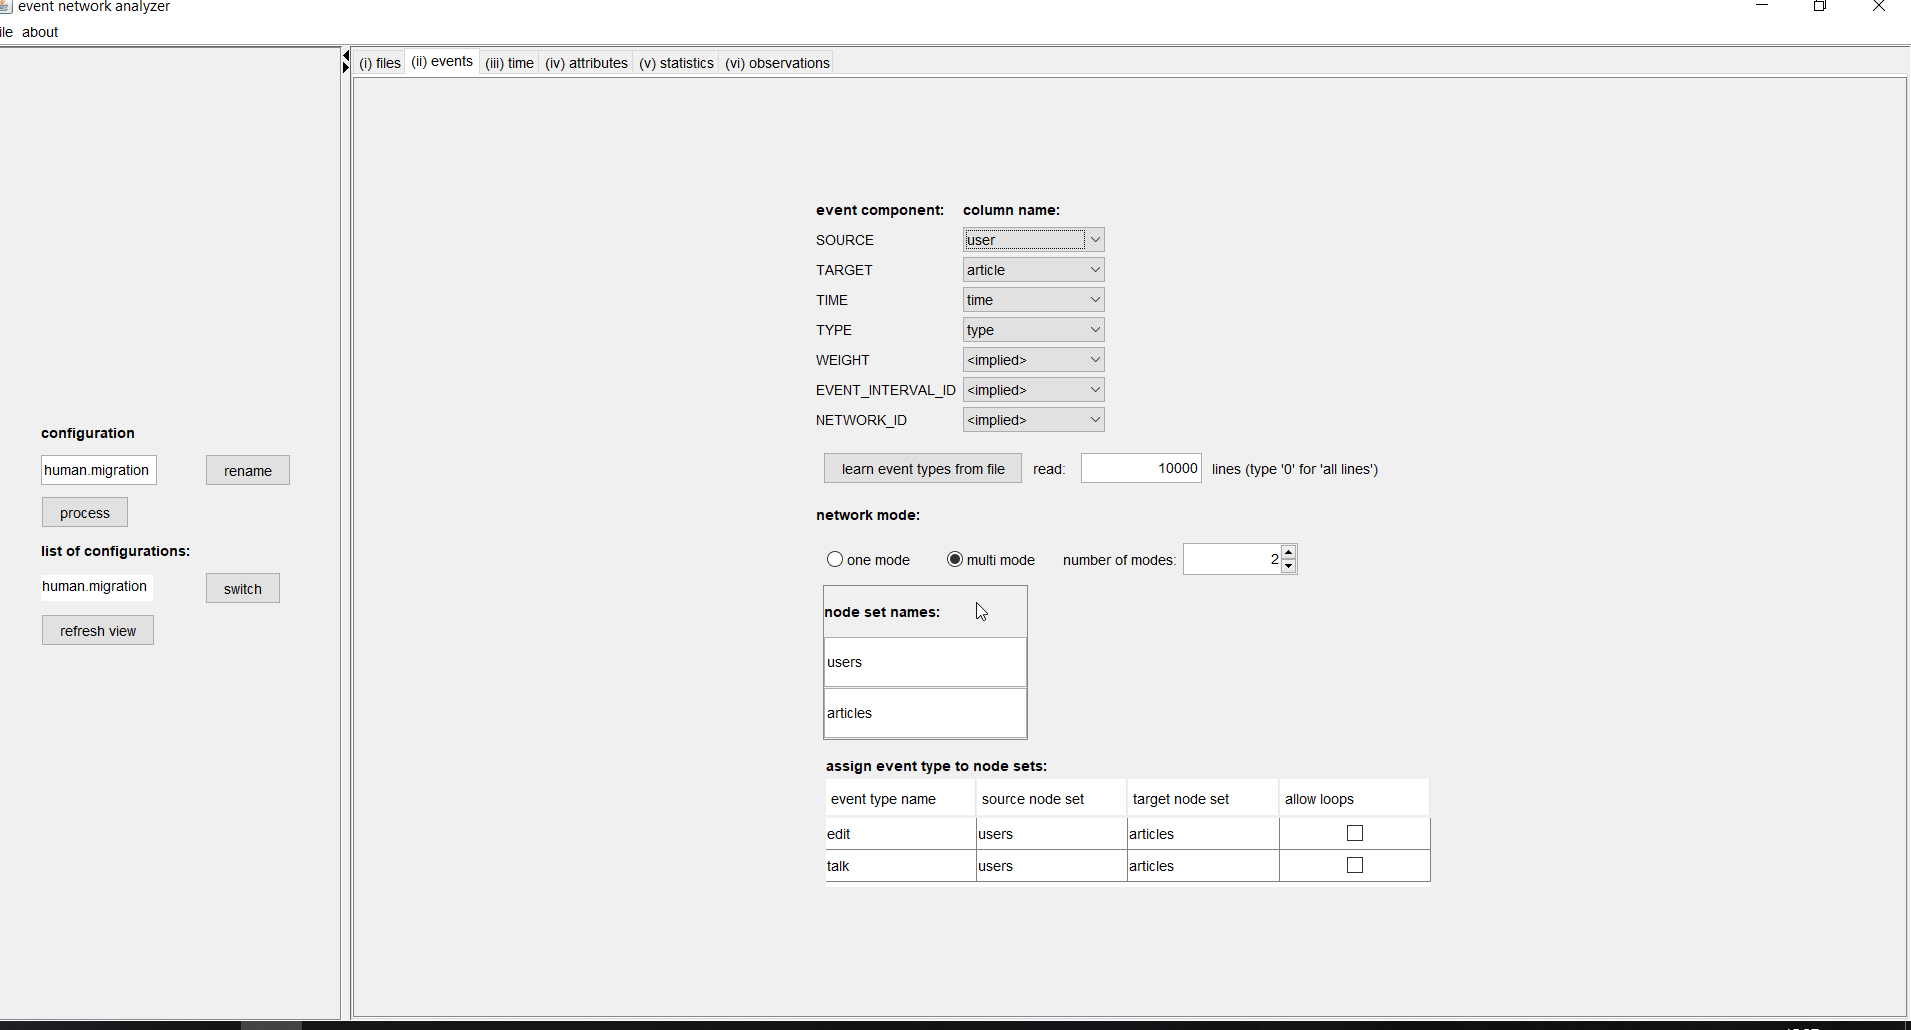 event network analyzer
ile about
(i) files (ii) events (iii) time (iv) attributes (v) statistics (vi) observations
configuration
human.migration rename
process
list of configurations:
human.migration switch
refresh view
event component: column name:
SOURCE user
TARGET article
TIME time
TYPE type
WEIGHT <implied>
EVENT_INTERVAL_ID <implied>
NETWORK_ID <implied>
learn event types from file read: 10000 lines (type '0' for 'all lines')
network mode:
one mode multi mode number of modes: 2
node set names:
users
articles
assign event type to node sets:
event type name source node set target node set allow loops
edit users articles
talk users articles